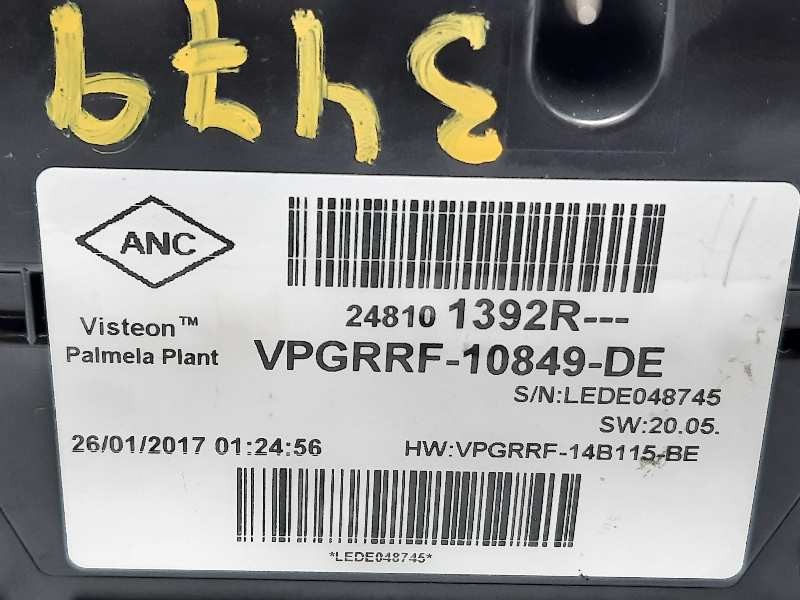 3479
ANC
Visteon™
Palmela Plant
24810 1392R---
VPGRRF-10849-DE
S/N:LEDE048745
SW:20.05.
26/01/2017 01:24:56
HW:VPGRRF-14B115-BE
*LEDE048745*